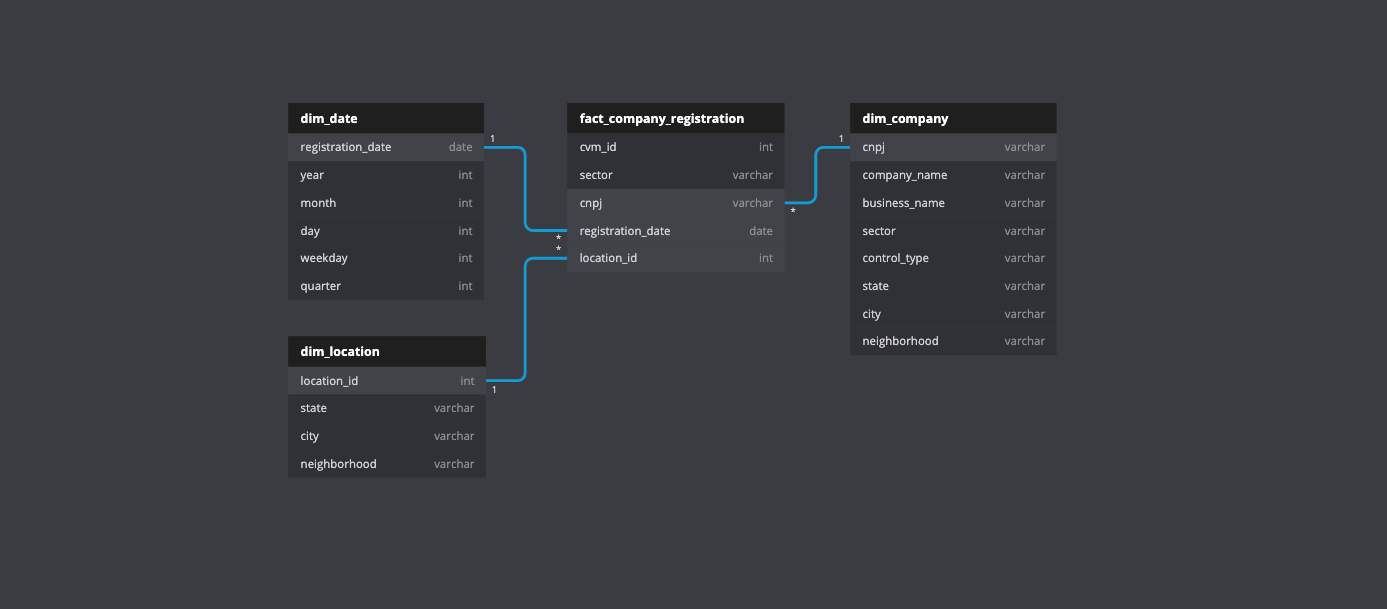 dim_date
registration_date date
year int
month int
day int
weekday int
quarter int
1
*
fact_company_registration
cvm_id int
sector varchar
cnpj varchar
registration_date date
location_id int
*
1
*
dim_company
cnpj varchar
company_name varchar
business_name varchar
sector varchar
control_type varchar
state varchar
city varchar
neighborhood varchar
dim_location
location_id int
state varchar
city varchar
neighborhood varchar
1